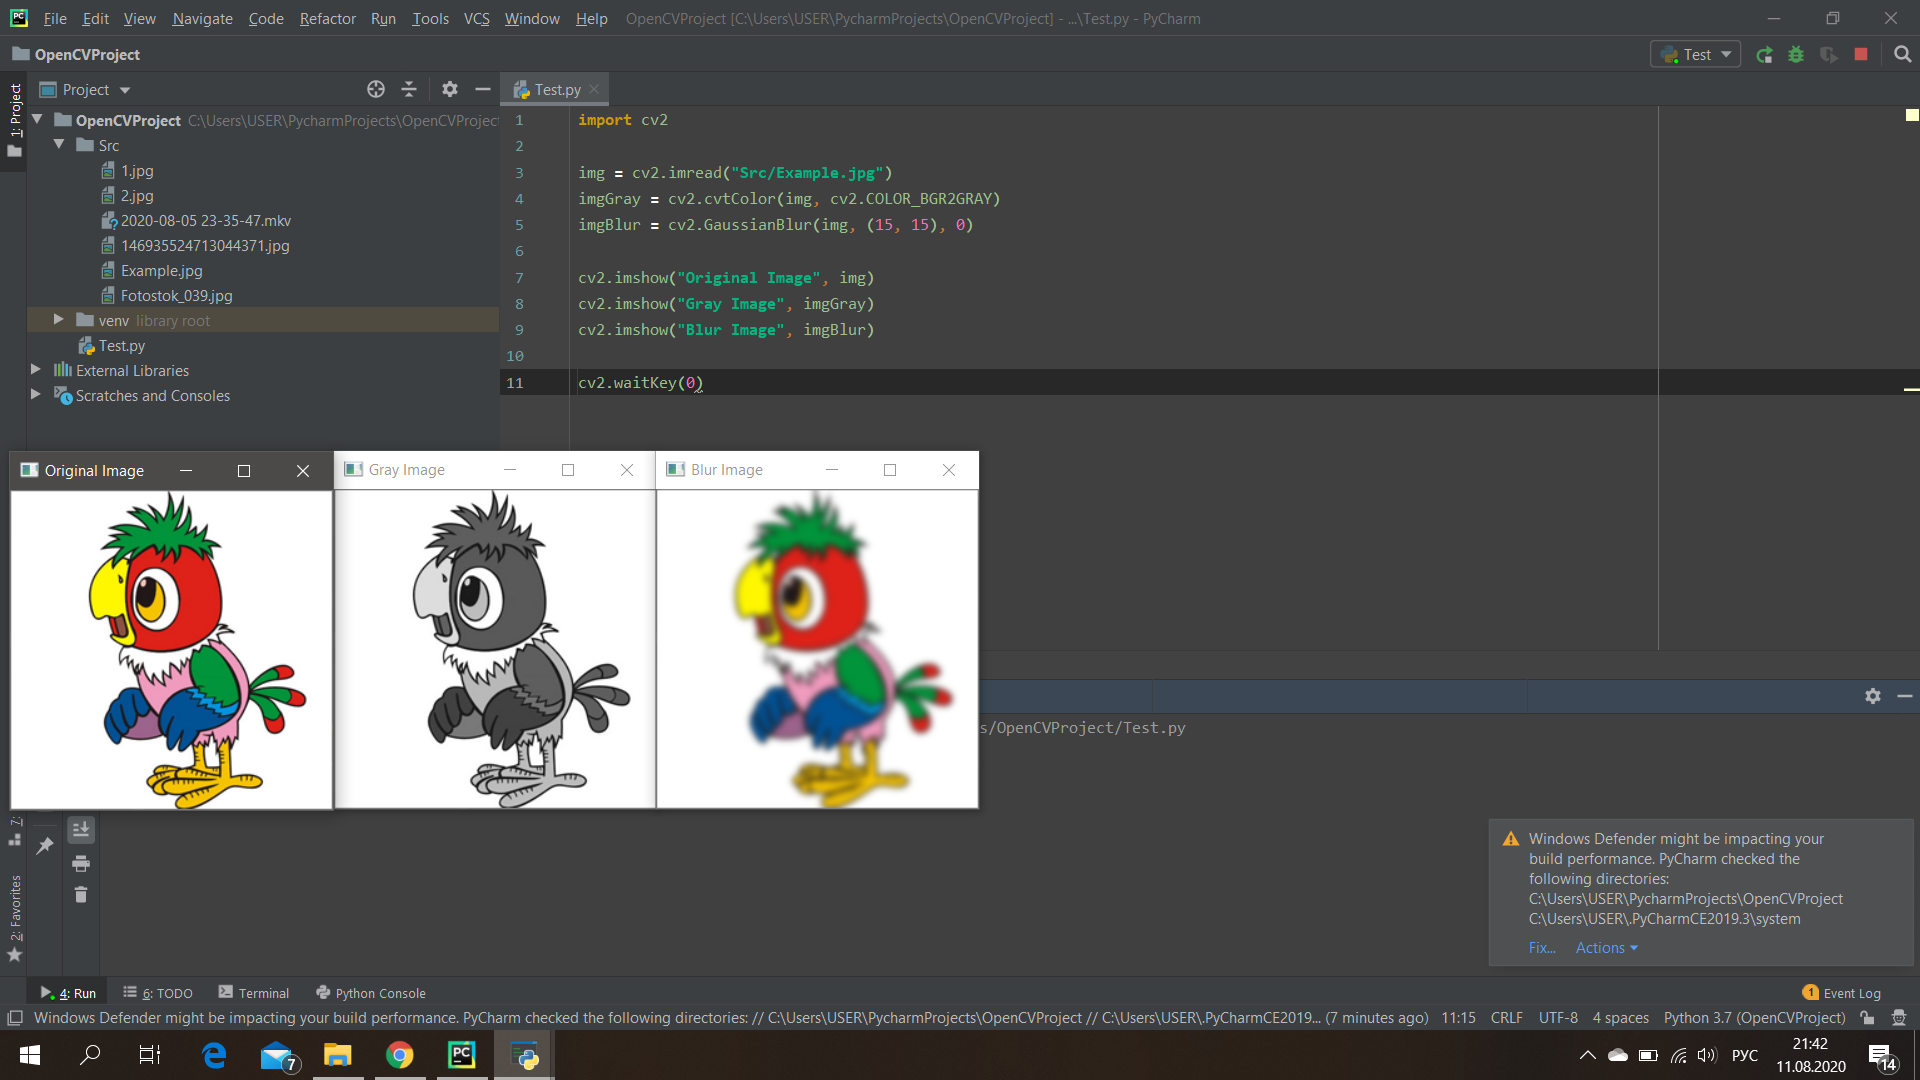 File Edit View Navigate Code Refactor Run Tools VCS Window Help OpenCVProject [C:\Users\USER\PycharmProjects\OpenCVProject] - ...\Test.py - PyCharm
OpenCVProject
Test
1: Project
Project
Test.py
OpenCVProject C:\Users\USER\PycharmProjects\OpenCVProject
Src
1.jpg
2.jpg
2020-08-05 23-35-47.mkv
146935524713044371.jpg
Example.jpg
Fotostok_039.jpg
venv library root
Test.py
External Libraries
Scratches and Consoles
1 import cv2
2
3 img = cv2.imread("Src/Example.jpg")
4 imgGray = cv2.cvtColor(img, cv2.COLOR_BGR2GRAY)
5 imgBlur = cv2.GaussianBlur(img, (15, 15), 0)
6
7 cv2.imshow("Original Image", img)
8 cv2.imshow("Gray Image", imgGray)
9 cv2.imshow("Blur Image", imgBlur)
10
11 cv2.waitKey(0)
Original Image
Gray Image
Blur Image
s/OpenCVProject/Test.py
7:
2: Favorites
Windows Defender might be impacting your
build performance. PyCharm checked the
following directories:
C:\Users\USER\PycharmProjects\OpenCVProject
C:\Users\USER\.PyCharmCE2019.3\system
Fix... Actions
4: Run 6: TODO Terminal Python Console
1 Event Log
Windows Defender might be impacting your build performance. PyCharm checked the following directories: // C:\Users\USER\PycharmProjects\OpenCVProject // C:\Users\USER\.PyCharmCE2019... (7 minutes ago) 11:15 CRLF UTF-8 4 spaces Python 3.7 (OpenCVProject)
7
PC
РУС
21:42
11.08.2020
14